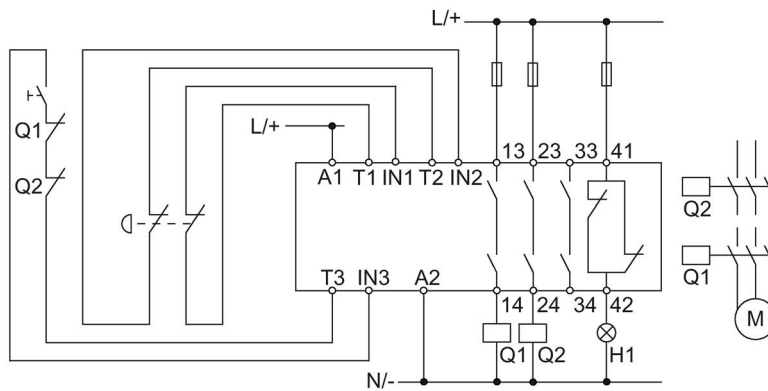 L/+
Q1
Q2
L/+
13 23 33 41
A1 T1 IN1 T2 IN2
Q2
T3 IN3 A2
Q1
14 24 34 42
M
Q1 Q2 H1
N/-